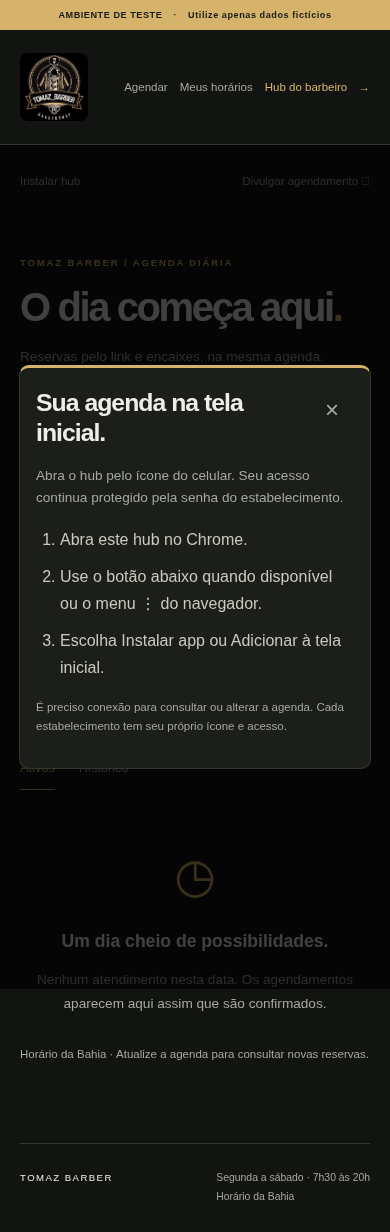 AMBIENTE DE TESTE · Utilize apenas dados fictícios
TOMAZ_BARBER
BARBERSHOP
Agendar Meus horários Hub do barbeiro →
Instalar hub Divulgar agendamento
TOMAZ BARBER / AGENDA DIÁRIA
O dia começa aqui.
Reservas pelo link e encaixes, na mesma agenda.
Sua agenda na tela
inicial.
×
Abra o hub pelo ícone do celular. Seu acesso
continua protegido pela senha do estabelecimento.
1. Abra este hub no Chrome.
2. Use o botão abaixo quando disponível
ou o menu ⋮ do navegador.
3. Escolha Instalar app ou Adicionar à tela
inicial.
É preciso conexão para consultar ou alterar a agenda. Cada
estabelecimento tem seu próprio ícone e acesso.
Ativos Histórico
Um dia cheio de possibilidades.
Nenhum atendimento nesta data. Os agendamentos
aparecem aqui assim que são confirmados.
Horário da Bahia · Atualize a agenda para consultar novas reservas.
TOMAZ BARBER
Segunda a sábado · 7h30 às 20h
Horário da Bahia